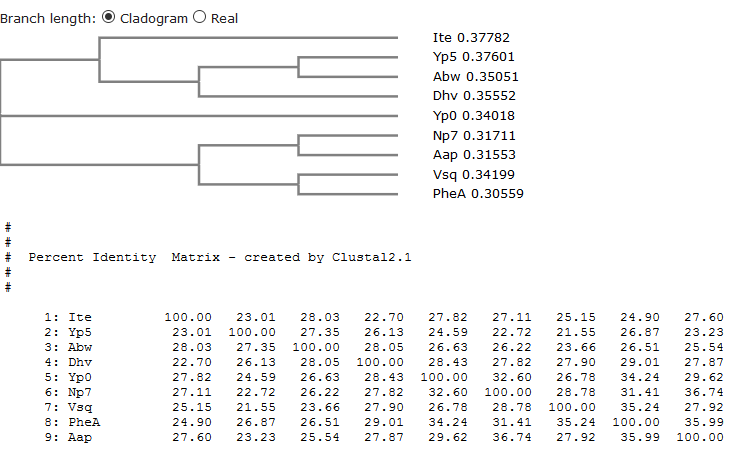 Branch length: Cladogram Real
Ite 0.37782
Yp5 0.37601
Abw 0.35051
Dhv 0.35552
Yp0 0.34018
Np7 0.31711
Aap 0.31553
Vsq 0.34199
PheA 0.30559
#
#
# Percent Identity Matrix - created by Clustal2.1
#
#
1: Ite 100.00 23.01 28.03 22.70 27.82 27.11 25.15 24.90 27.60
2: Yp5 23.01 100.00 27.35 26.13 24.59 22.72 21.55 26.87 23.23
3: Abw 28.03 27.35 100.00 28.05 26.63 26.22 23.66 26.51 25.54
4: Dhv 22.70 26.13 28.05 100.00 28.43 27.82 27.90 29.01 27.87
5: Yp0 27.82 24.59 26.63 28.43 100.00 32.60 26.78 34.24 29.62
6: Np7 27.11 22.72 26.22 27.82 32.60 100.00 28.78 31.41 36.74
7: Vsq 25.15 21.55 23.66 27.90 26.78 28.78 100.00 35.24 27.92
8: PheA 24.90 26.87 26.51 29.01 34.24 31.41 35.24 100.00 35.99
9: Aap 27.60 23.23 25.54 27.87 29.62 36.74 27.92 35.99 100.00